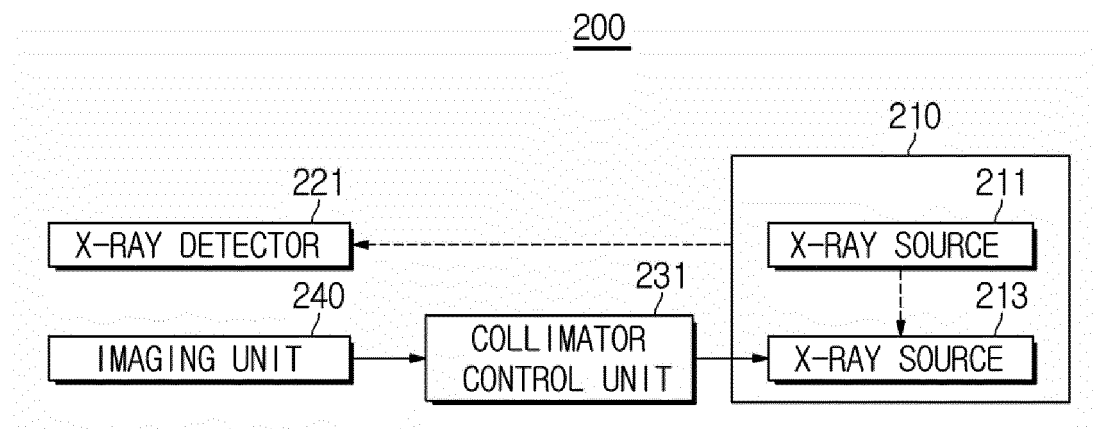 200
210
221
211
X-RAY DETECTOR
X-RAY SOURCE
240
231
213
IMAGING UNIT
COLLIMATOR
CONTROL UNIT
X-RAY SOURCE